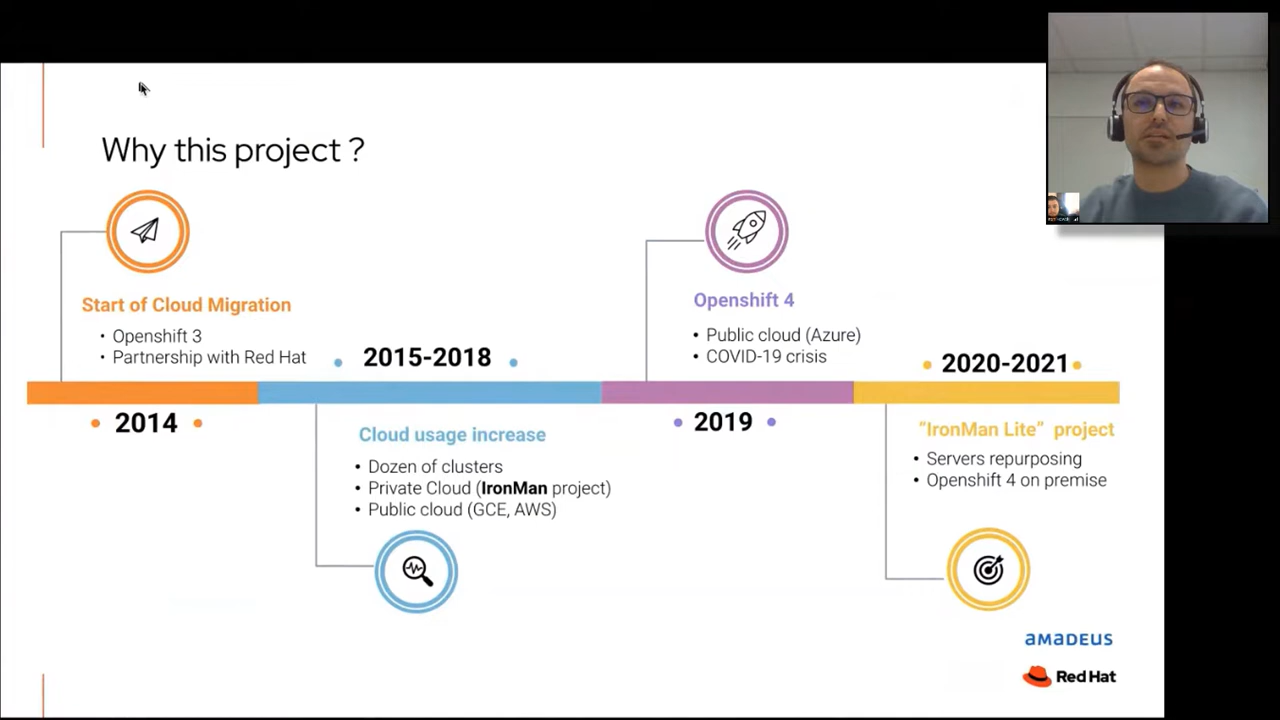 Why this project ?
Start of Cloud Migration
• Openshift 3
• Partnership with Red Hat
2014
2015-2018
Cloud usage increase
• Dozen of clusters
• Private Cloud (IronMan project)
• Public cloud (GCE, AWS)
Openshift 4
• Public cloud (Azure)
• COVID-19 crisis
2019
2020-2021
“IronMan Lite” project
• Servers repurposing
• Openshift 4 on premise
amadeus
Red Hat